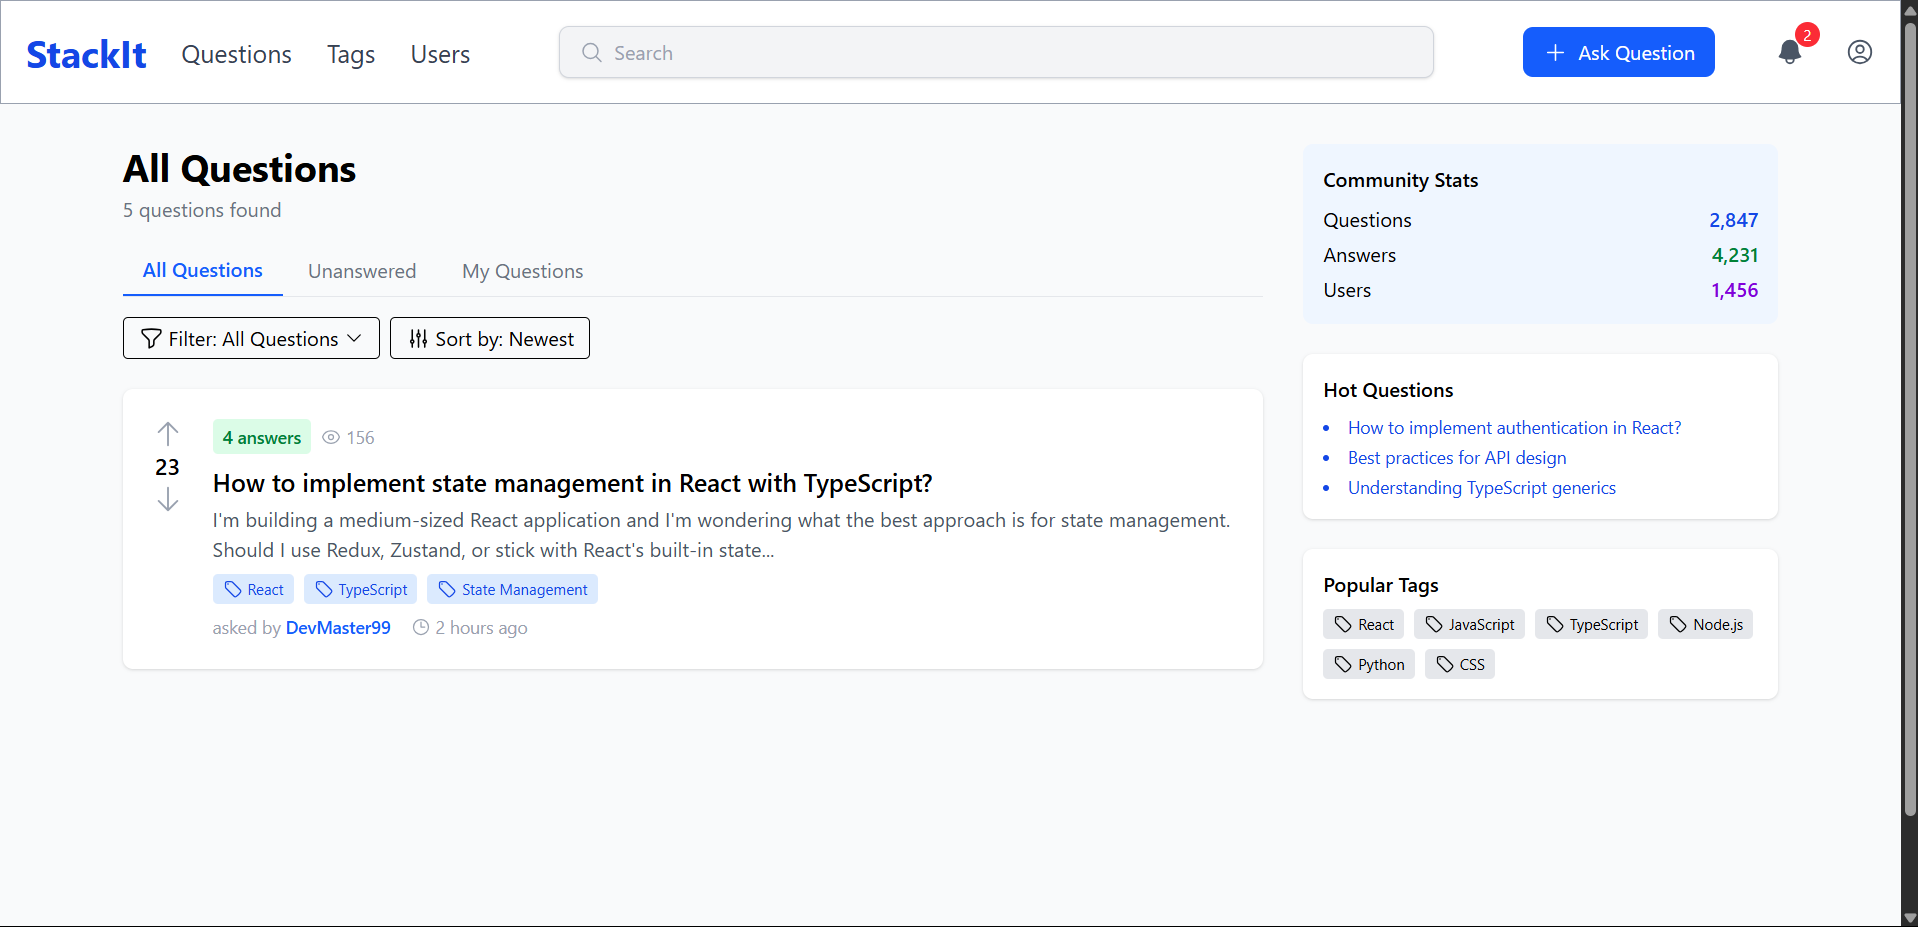 StackIt Questions Tags Users Search Ask Question 2
All Questions
5 questions found
All Questions Unanswered My Questions
Filter: All Questions Sort by: Newest
4 answers 156
23
How to implement state management in React with TypeScript?
I'm building a medium-sized React application and I'm wondering what the best approach is for state management.
Should I use Redux, Zustand, or stick with React's built-in state...
React TypeScript State Management
asked by DevMaster99 2 hours ago
Community Stats
Questions 2,847
Answers 4,231
Users 1,456
Hot Questions
• How to implement authentication in React?
• Best practices for API design
• Understanding TypeScript generics
Popular Tags
React JavaScript TypeScript Node.js
Python CSS